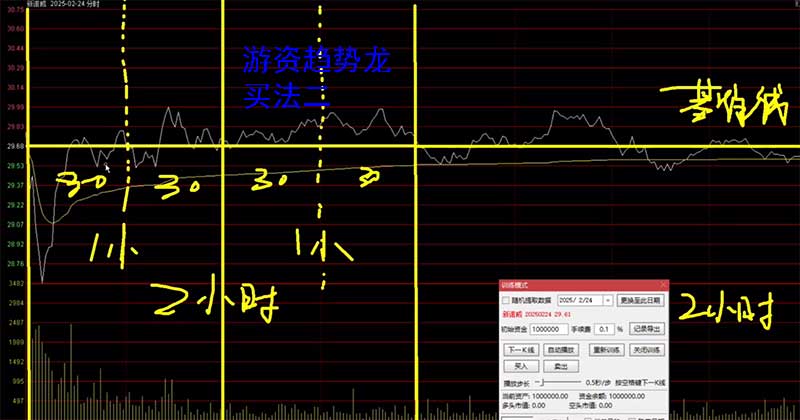 新诺威 2025-02-24 分时
30.75
30.60
30.44
30.29
30.14
29.99
29.83
29.68
29.53
29.37
29.22
29.07
28.91
28.76
3482
2984
2487
1989
1492
995
497
游资趋势龙
买法二
基准线
30 30 30 30
1小 1小
2小时
2小时
训练模式
随机提取数据 2025/ 2/24 更换至此日期
新诺威 20250224 29.61
初始资金 1000000 手续费 0.1 % 记录导出
下一K线 自动播放 重新训练 关闭训练
买入 卖出
播放步长 0.5秒/步 按空格键下一K线
当前资产: 1000000.00 资金余额: 1000000.00
多头市值: 0.00 空头市值: 0.00